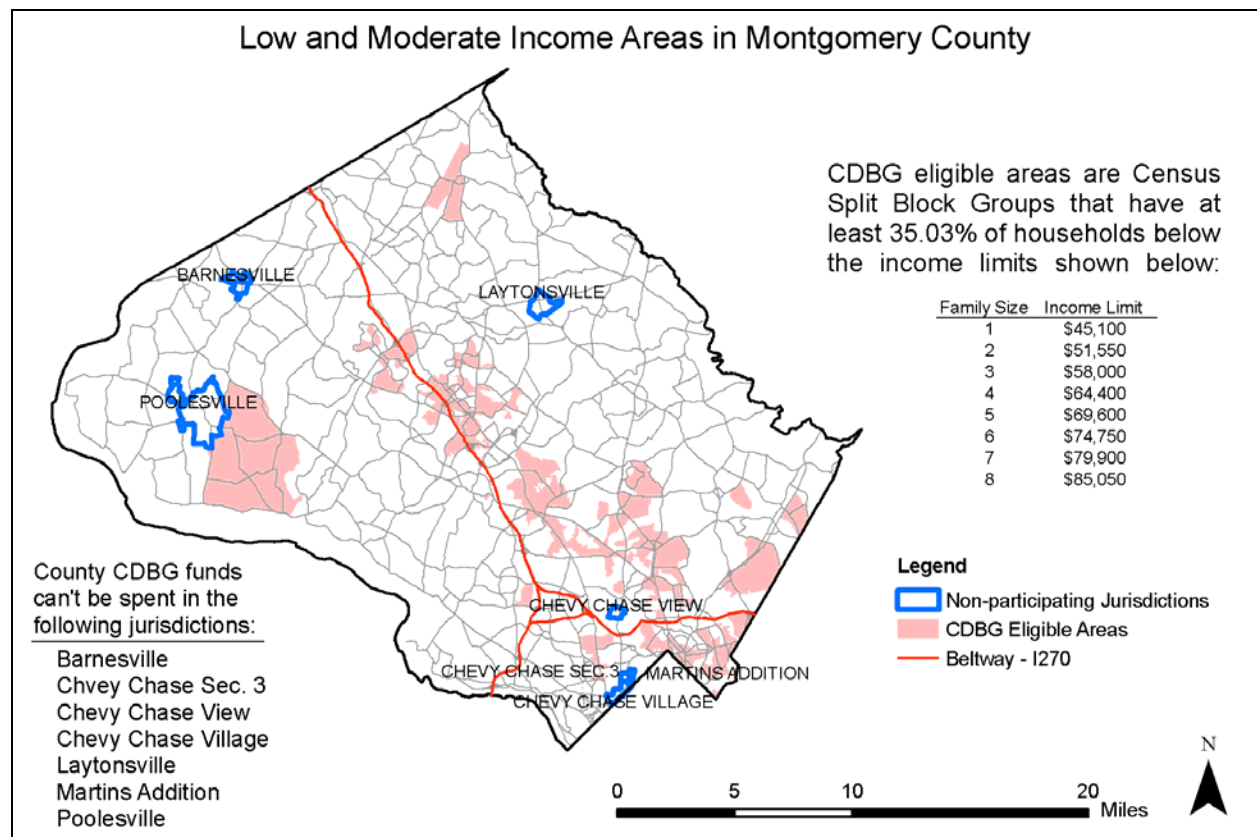 Low and Moderate Income Areas in Montgomery County
CDBG eligible areas are Census
Split Block Groups that have at
least 35.03% of households below
the income limits shown below:
Family Size Income Limit
1 $45,100
2 $51,550
3 $58,000
4 $64,400
5 $69,600
6 $74,750
7 $79,900
8 $85,050
BARNESVILLE
LAYTONSVILLE
POOLESVILLE
CHEVY CHASE VIEW
CHEVY CHASE SEC.3
MARTINS ADDITION
CHEVY CHASE VILLAGE
County CDBG funds
can't be spent in the
following jurisdictions:
Barnesville
Chvey Chase Sec. 3
Chevy Chase View
Chevy Chase Village
Laytonsville
Martins Addition
Poolesville
Legend
Non-participating Jurisdictions
CDBG Eligible Areas
Beltway - I270
N
0 5 10 20
Miles